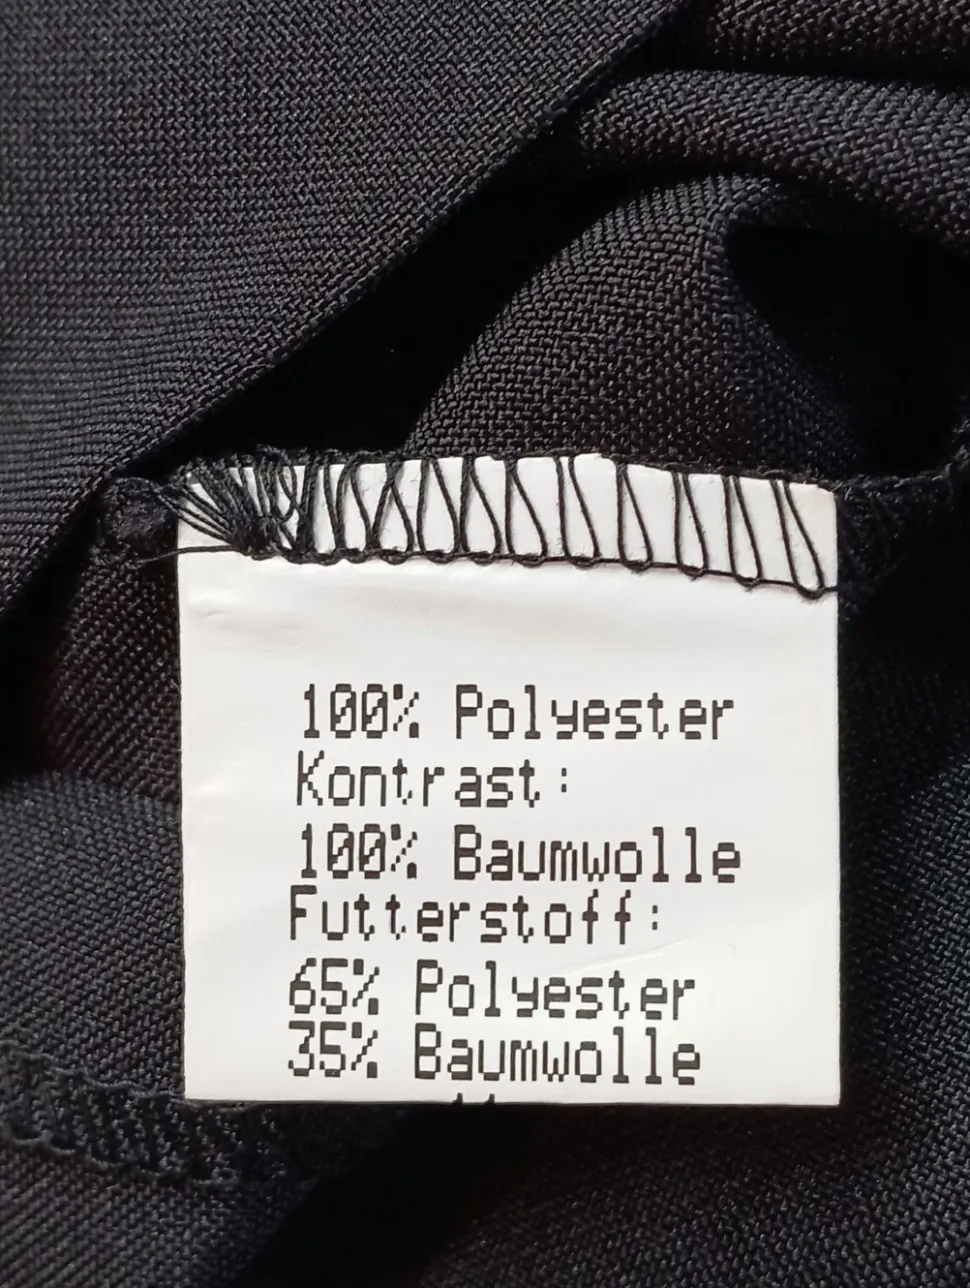 100% Polyester
Kontrast:
100% Baumwolle
Futterstoff:
65% Polyester
35% Baumwolle